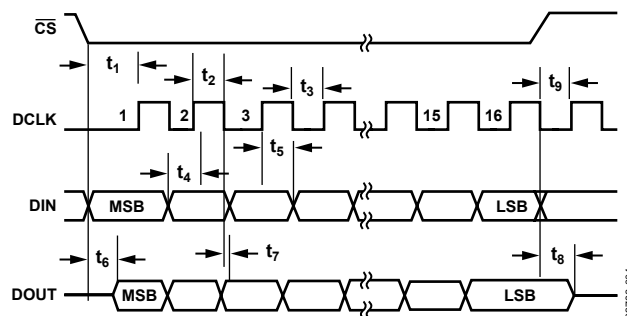 CS
t1 t2 t3 t9
DCLK 1 2 3 15 16
t4 t5
DIN MSB LSB
t6 t7 t8
DOUT MSB LSB